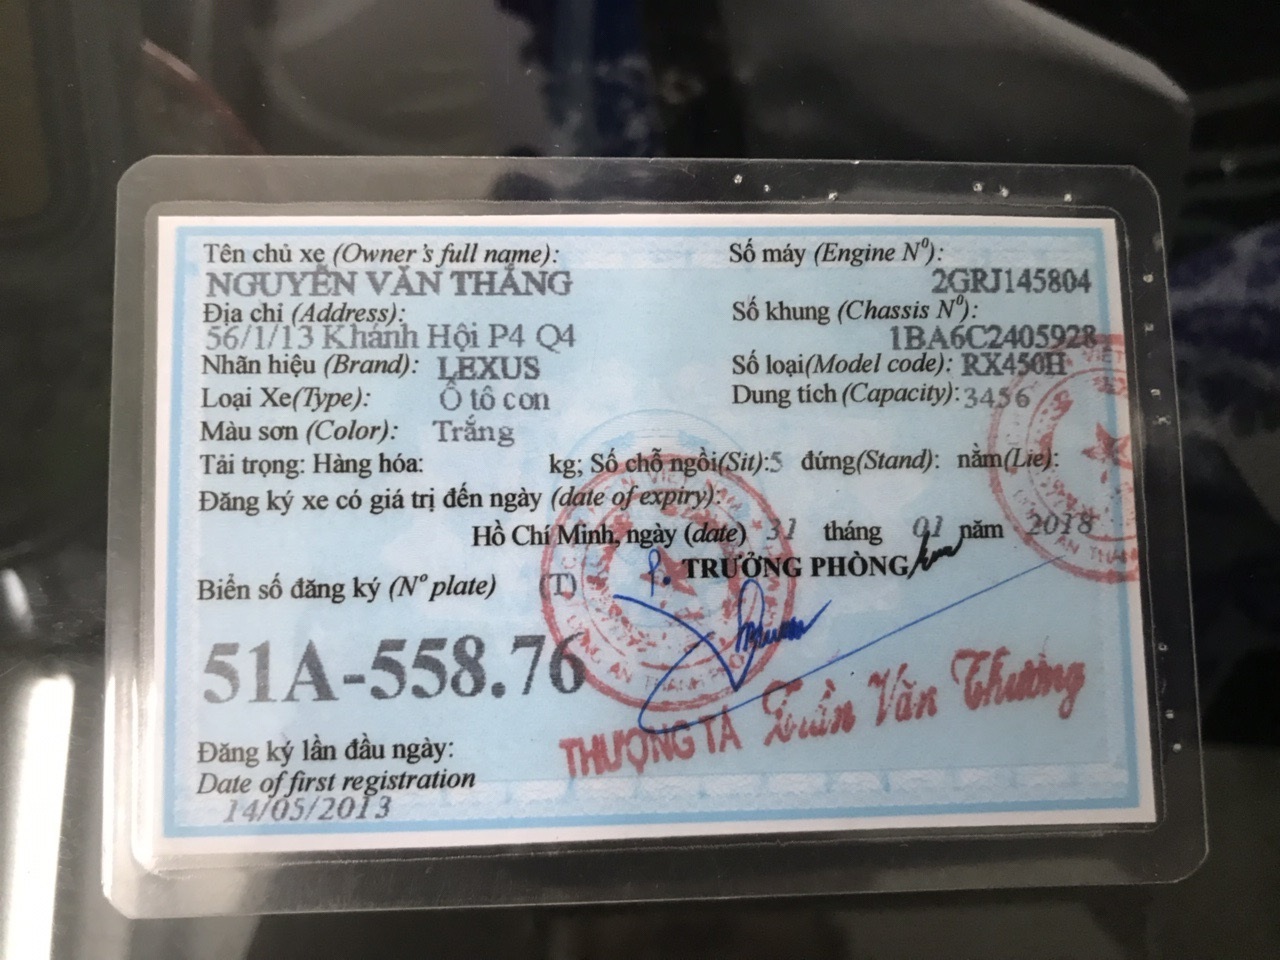 Tên chủ xe (Owner's full name):
NGUYỄN VĂN THẮNG
Địa chỉ (Address):
56/1/13 Khánh Hội P4 Q4
Nhãn hiệu (Brand): LEXUS
Loại Xe(Type): Ô tô con
Màu sơn (Color): Trắng
Số máy (Engine Nº):
2GRJ145804
Số khung (Chassis Nº):
1BA6C2405928
Số loại(Model code): RX450H
Dung tích (Capacity): 3456
Tải trọng: Hàng hóa: kg; Số chỗ ngồi(Sit):5 đứng(Stand): nằm(Lie):
Đăng ký xe có giá trị đến ngày (date of expiry):
Hồ Chí Minh, ngày (date) 31 tháng 01 năm 2018
P. TRƯỞNG PHÒNG
Biển số đăng ký (Nº plate) (T)
51A-558.76
THƯỢNG TÁ Trần Văn Thương
Đăng ký lần đầu ngày:
Date of first registration
14/05/2013